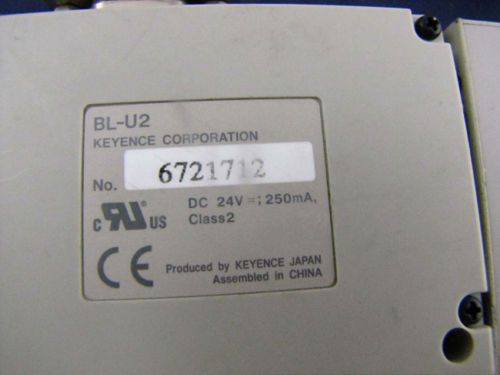 BL-U2
KEYENCE CORPORATION
No. 6721712
c RU US DC 24V ⎓; 250mA,
Class2
CE Produced by KEYENCE JAPAN
Assembled in CHINA